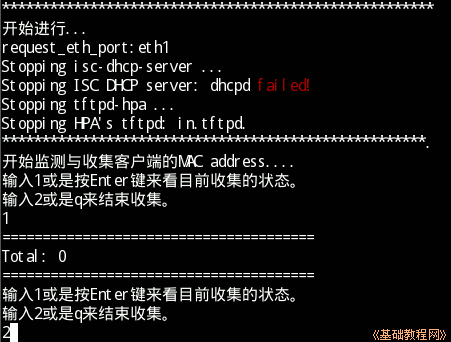 ******************************************************
开始进行...
request_eth_port:eth1
Stopping isc-dhcp-server ...
Stopping ISC DHCP server: dhcpd failed!
Stopping tftpd-hpa ...
Stopping HPA's tftpd: in.tftpd.
*****************************************************.
开始监测与收集客户端的MAC address....
输入1或是按Enter键来看目前收集的状态。
输入2或是q来结束收集。
1
=======================================
Total: 0
=======================================
输入1或是按Enter键来看目前收集的状态。
输入2或是q来结束收集。
2
《基础教程网》